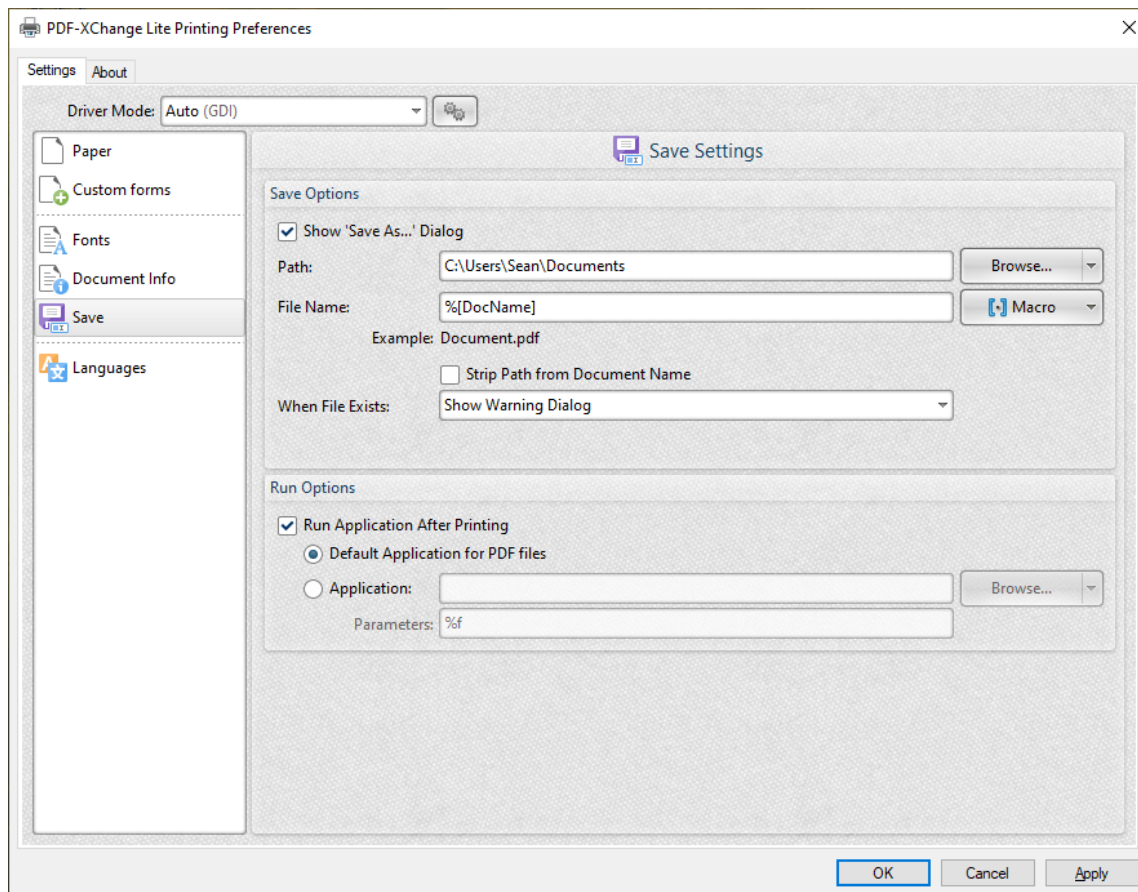 PDF-XChange Lite Printing Preferences
Settings About
Driver Mode: Auto (GDI)
Paper
Custom forms
Fonts
Document Info
Save
Languages
Save Settings
Save Options
Show 'Save As...' Dialog
Path: C:\Users\Sean\Documents Browse...
File Name: %[DocName] Macro
Example: Document.pdf
Strip Path from Document Name
When File Exists: Show Warning Dialog
Run Options
Run Application After Printing
Default Application for PDF files
Application: Browse...
Parameters: %f
OK Cancel Apply